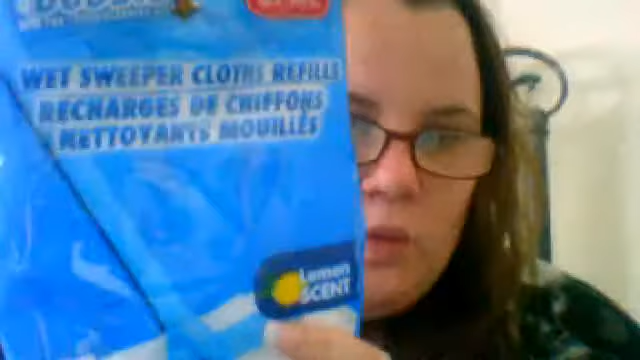 WET SWEEPER CLOTHS REFILLS
RECHARGES DE CHIFFONS
NETTOYANTS MOUILLÉS
Lemon
SCENT